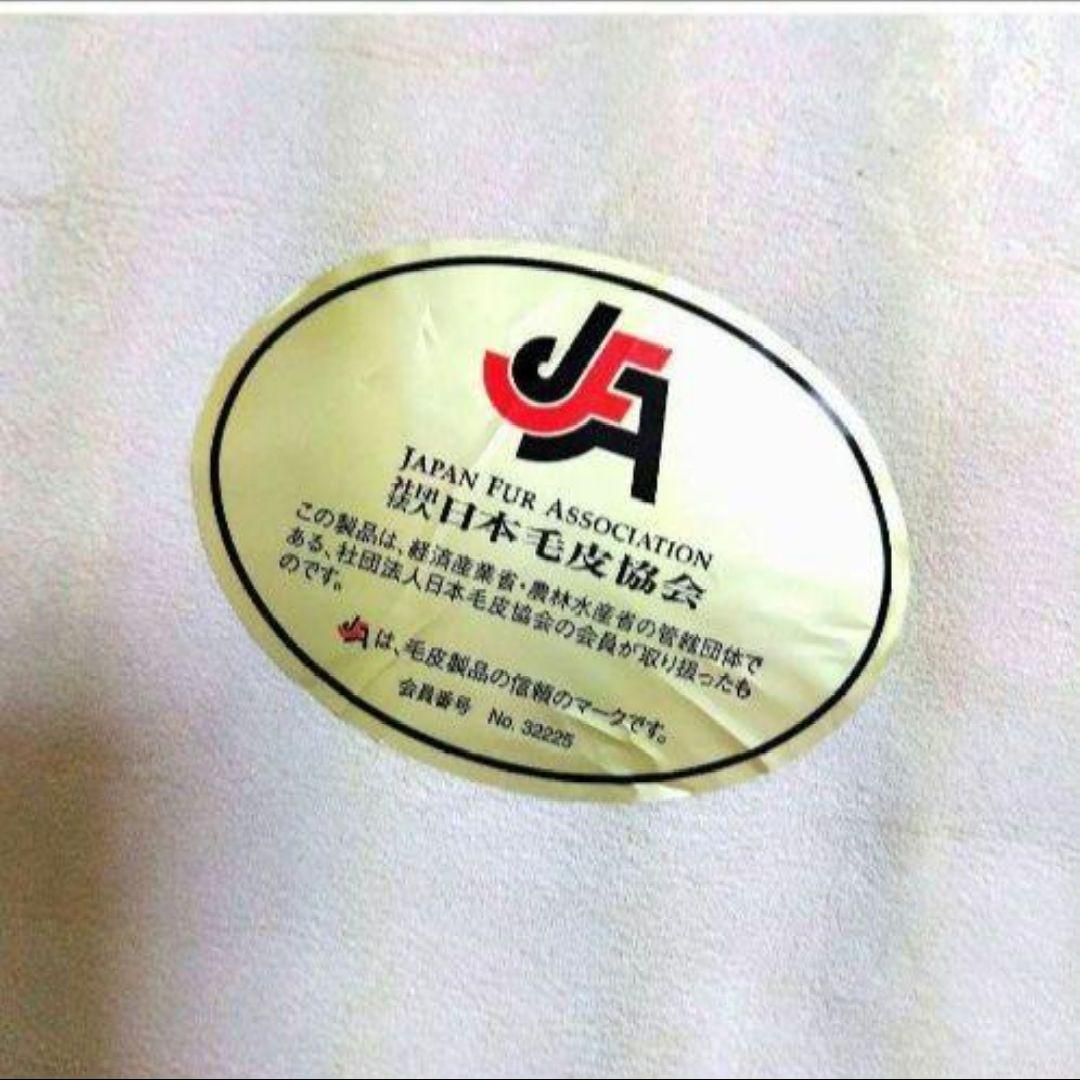 JFA
JAPAN FUR ASSOCIATION
社団法人日本毛皮協会
この製品は、経済産業省・農林水産省の管雑団体で
ある、社団法人日本毛皮協会の会員が取り扱ったも
のです。
JFAは、毛皮製品の信頼のマークです。
会員番号 No. 32225